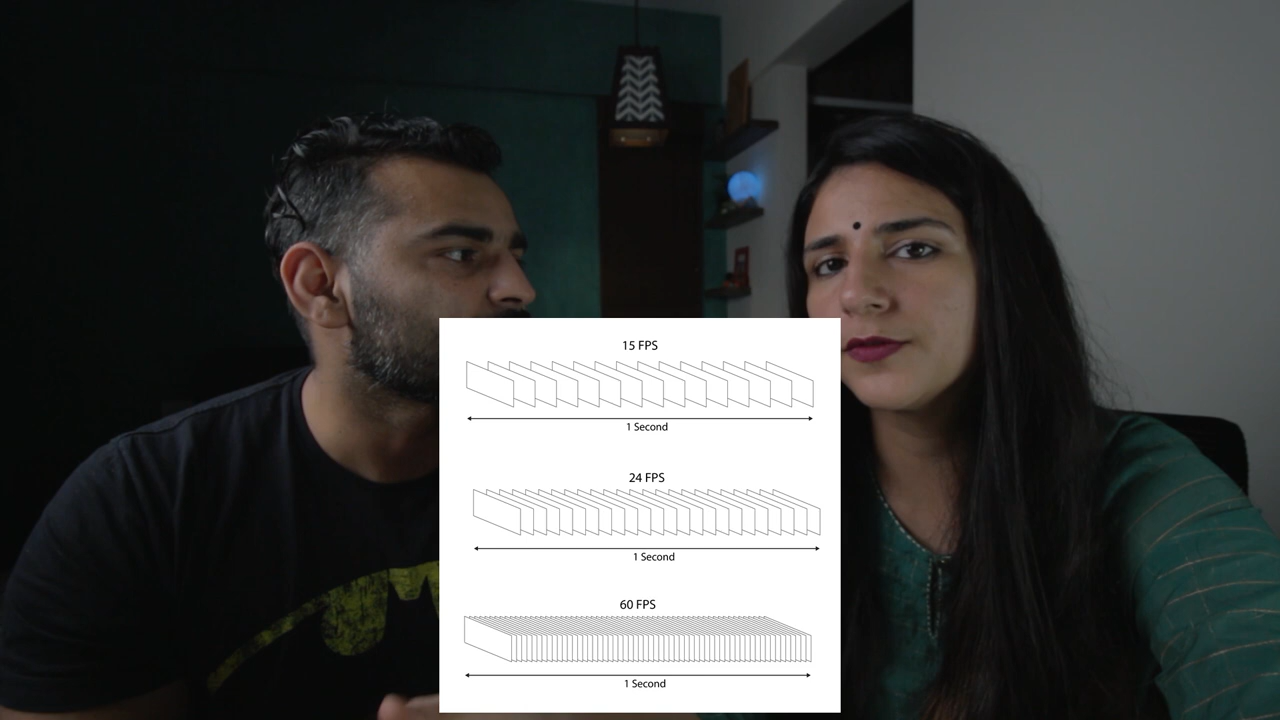 15 FPS
1 Second
24 FPS
1 Second
60 FPS
1 Second